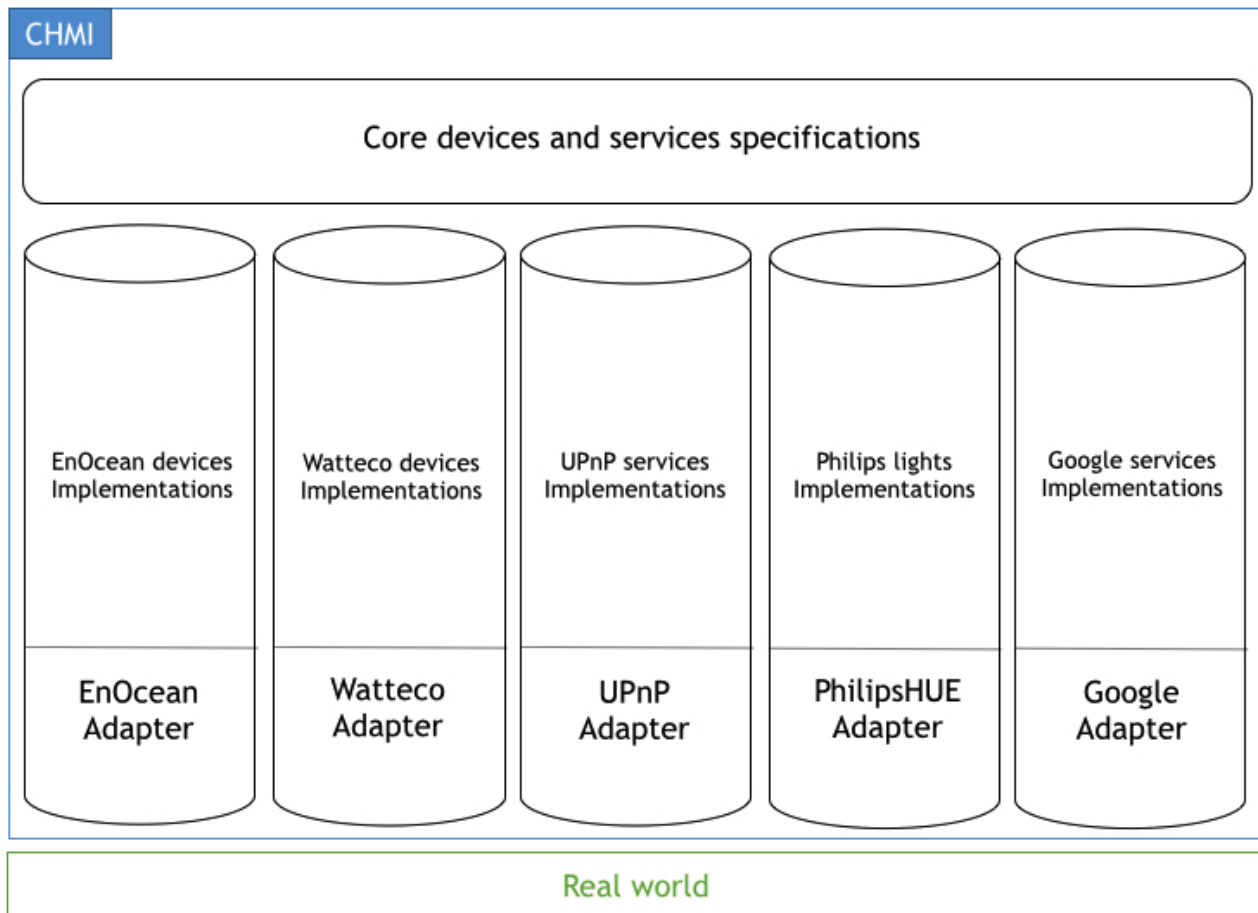 CHMI
Core devices and services specifications
EnOcean devices
Implementations
Watteco devices
Implementations
UPnP services
Implementations
Philips lights
Implementations
Google services
Implementations
EnOcean
Adapter
Watteco
Adapter
UPnP
Adapter
PhilipsHUE
Adapter
Google
Adapter
Real world